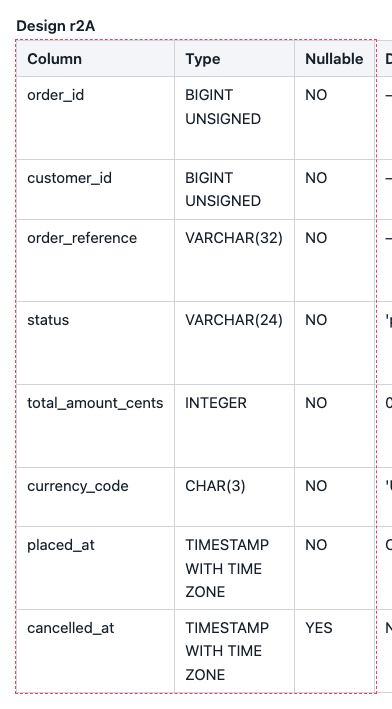 Design r2A
Column Type Nullable
order_id BIGINT NO –
UNSIGNED
customer_id BIGINT NO –
UNSIGNED
order_reference VARCHAR(32) NO –
status VARCHAR(24) NO
total_amount_cents INTEGER NO 0
currency_code CHAR(3) NO
placed_at TIMESTAMP NO
WITH TIME
ZONE
cancelled_at TIMESTAMP YES
WITH TIME
ZONE